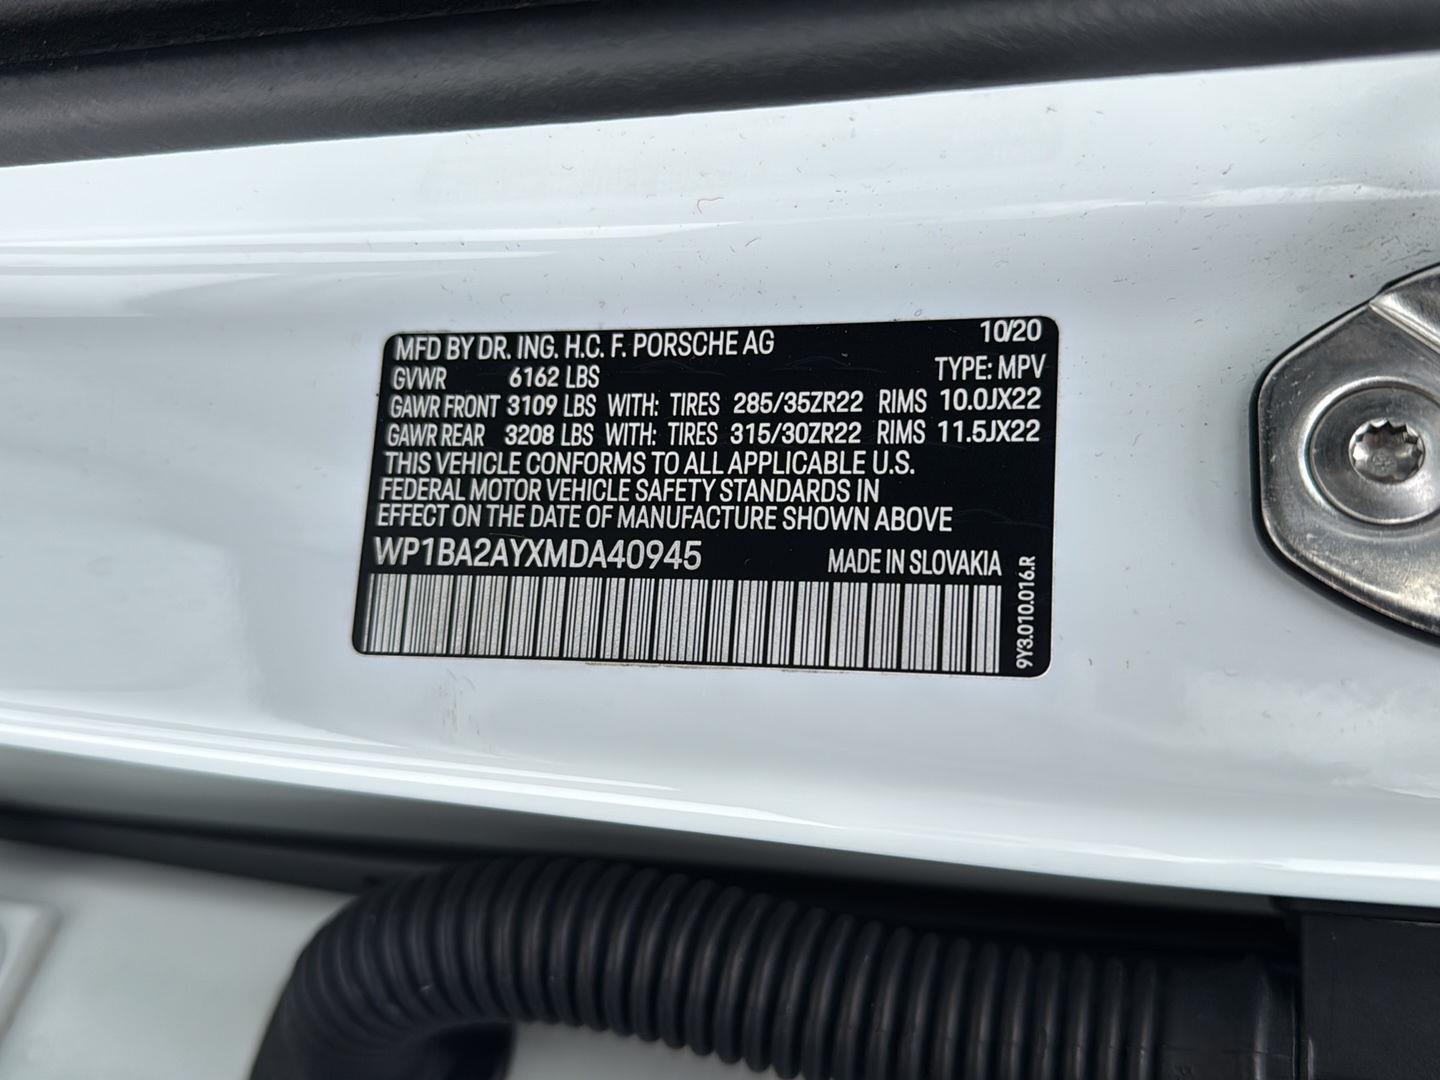 MFD BY DR. ING. H.C. F. PORSCHE AG 10/20
GVWR 6162 LBS TYPE: MPV
GAWR FRONT 3109 LBS WITH: TIRES 285/35ZR22 RIMS 10.0JX22
GAWR REAR 3208 LBS WITH: TIRES 315/30ZR22 RIMS 11.5JX22
THIS VEHICLE CONFORMS TO ALL APPLICABLE U.S.
FEDERAL MOTOR VEHICLE SAFETY STANDARDS IN
EFFECT ON THE DATE OF MANUFACTURE SHOWN ABOVE
WP1BA2AYXMDA40945 MADE IN SLOVAKIA
9Y3.010.016.R